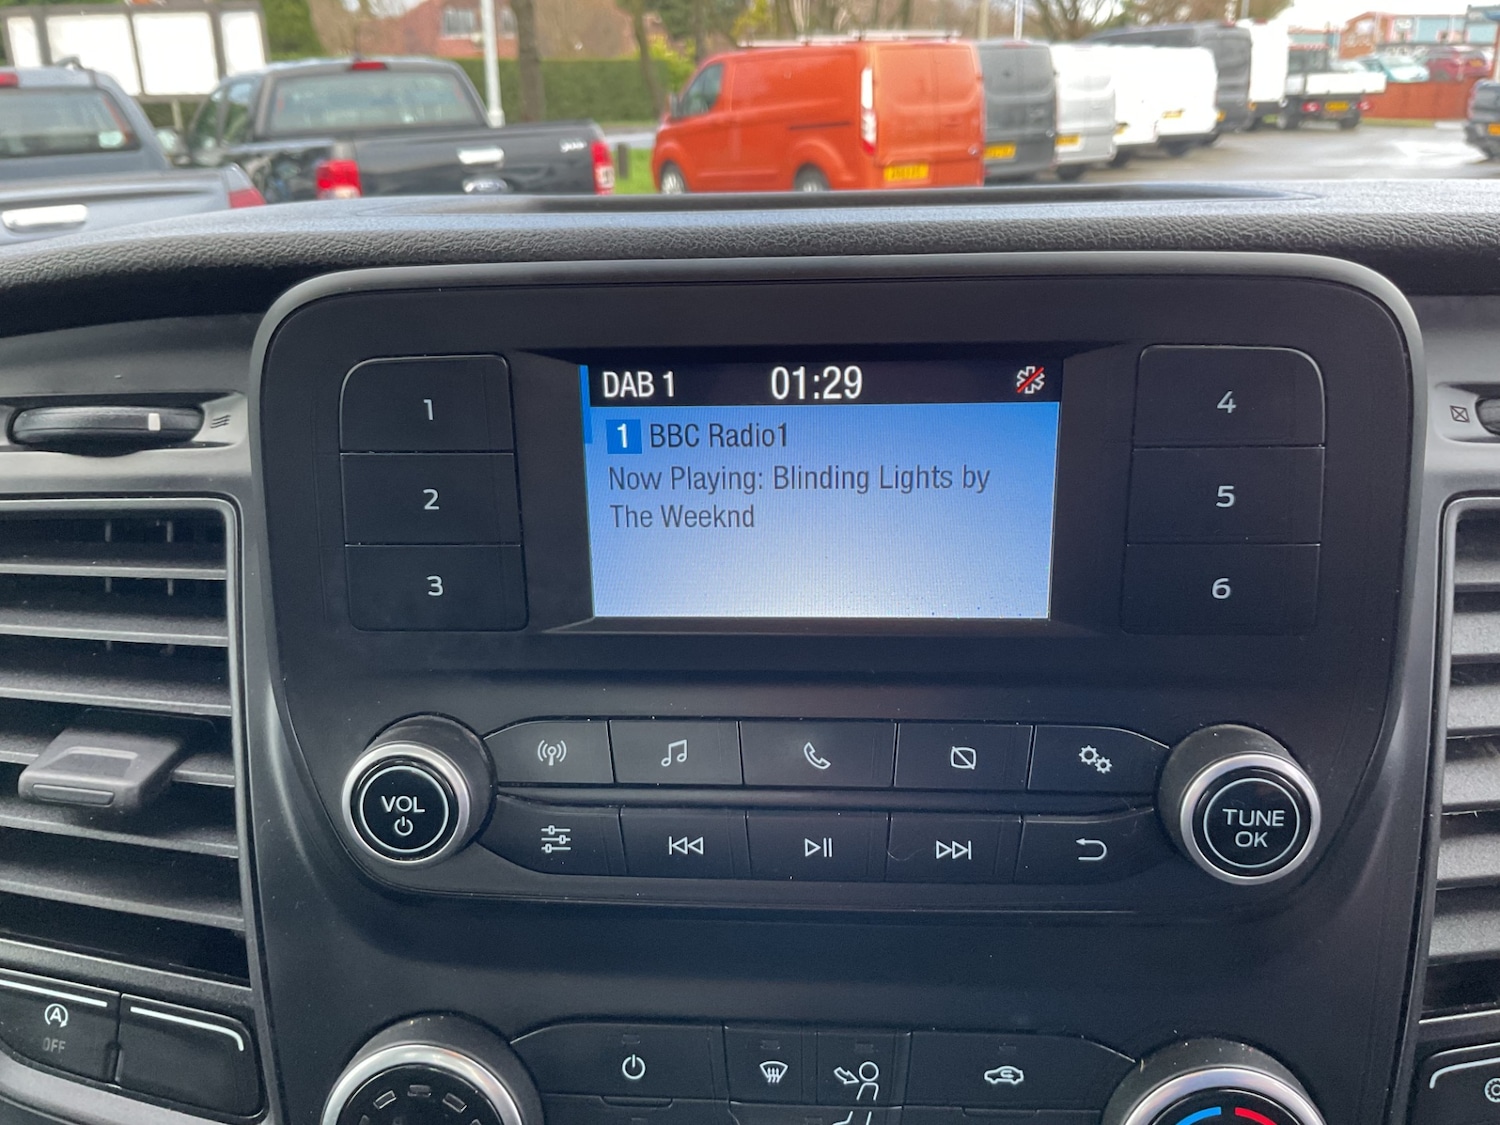 DAB 1 01:29
1 BBC Radio1
Now Playing: Blinding Lights by
The Weeknd
1
2
3
4
5
6
VOL
TUNE
OK
A
OFF